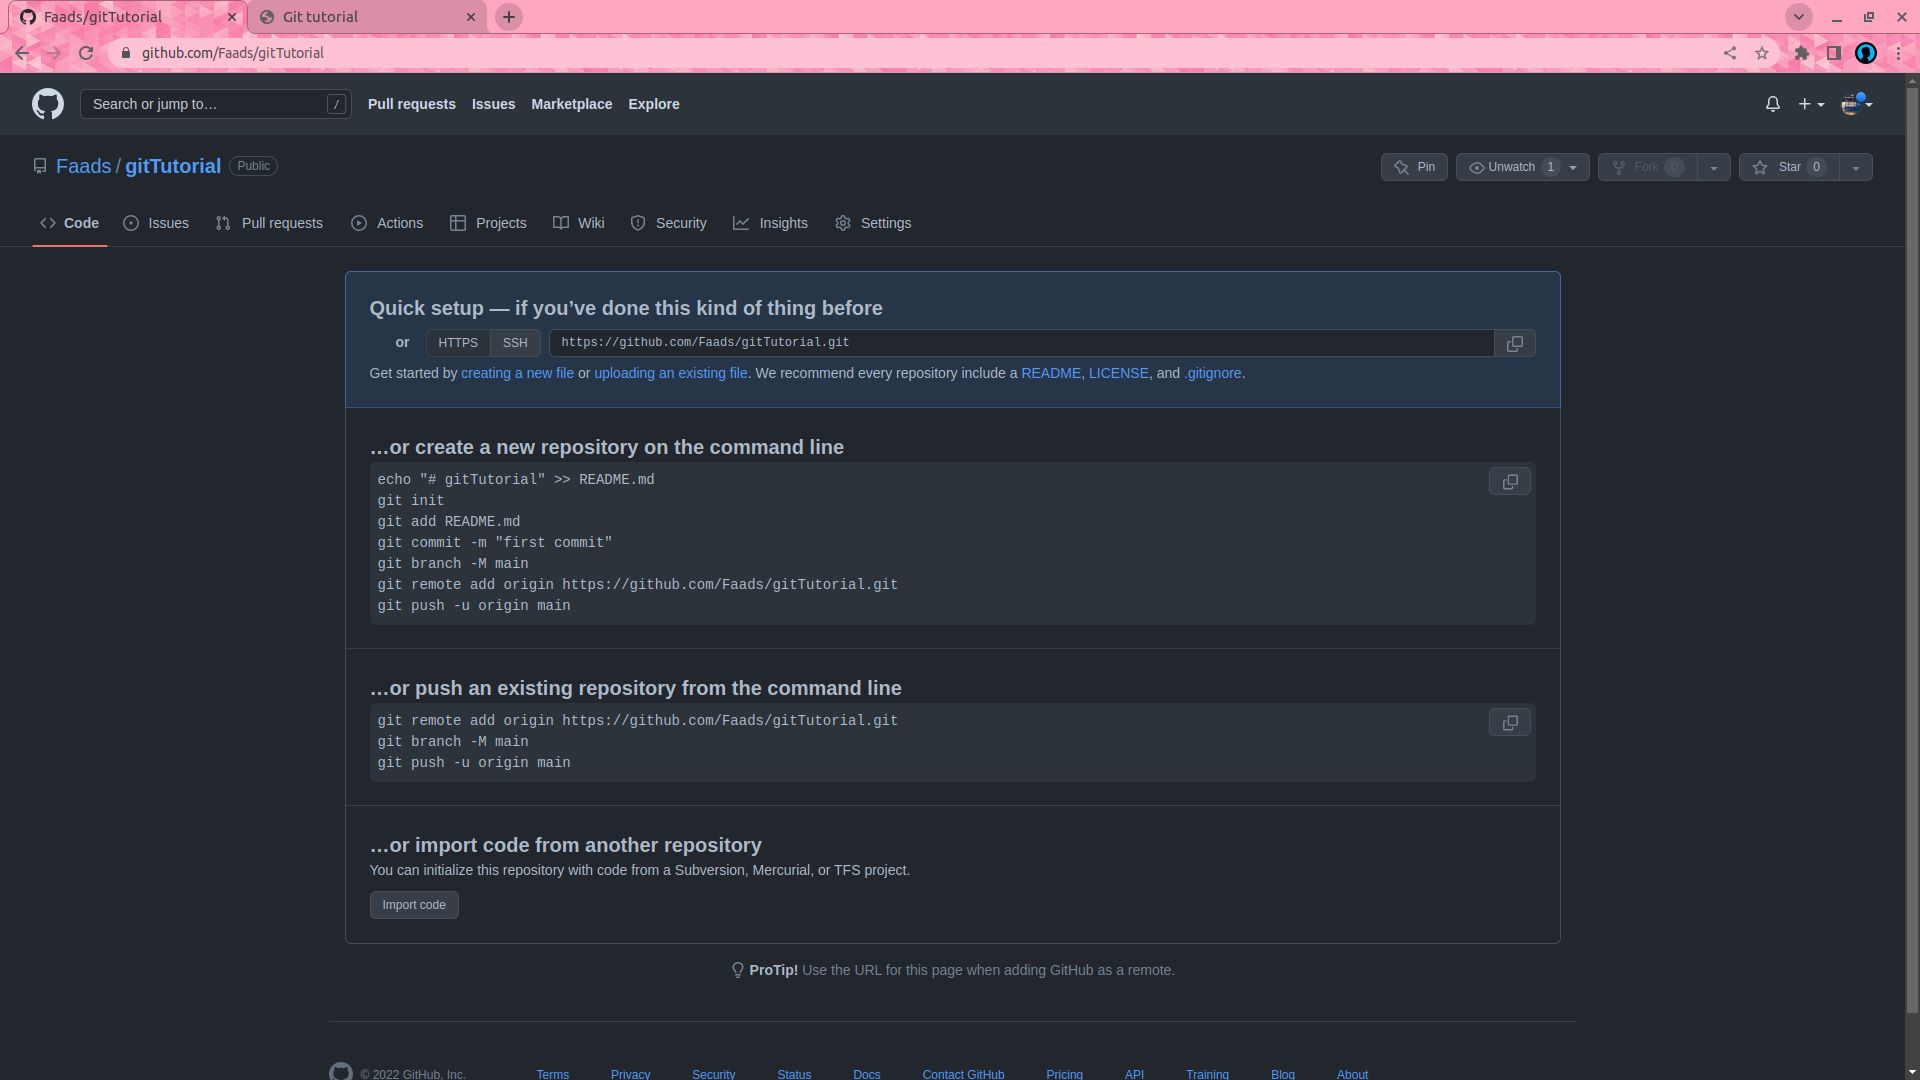 Faads/gitTutorial
Git tutorial
github.com/Faads/gitTutorial
Search or jump to… /
Pull requests Issues Marketplace Explore
Faads / gitTutorial Public
Pin Unwatch 1 Fork 0 Star 0
Code Issues Pull requests Actions Projects Wiki Security Insights Settings
Quick setup — if you’ve done this kind of thing before
or HTTPS SSH https://github.com/Faads/gitTutorial.git
Get started by creating a new file or uploading an existing file. We recommend every repository include a README, LICENSE, and .gitignore.
…or create a new repository on the command line
echo "# gitTutorial" >> README.md
git init
git add README.md
git commit -m "first commit"
git branch -M main
git remote add origin https://github.com/Faads/gitTutorial.git
git push -u origin main
…or push an existing repository from the command line
git remote add origin https://github.com/Faads/gitTutorial.git
git branch -M main
git push -u origin main
…or import code from another repository
You can initialize this repository with code from a Subversion, Mercurial, or TFS project.
Import code
ProTip! Use the URL for this page when adding GitHub as a remote.
© 2022 GitHub, Inc. Terms Privacy Security Status Docs Contact GitHub Pricing API Training Blog About